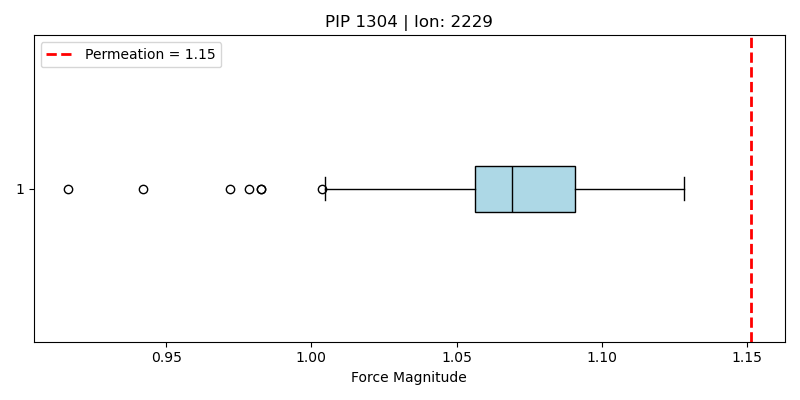 PIP 1304 | Ion: 2229
Permeation = 1.15
1
0.95 1.00 1.05 1.10 1.15
Force Magnitude